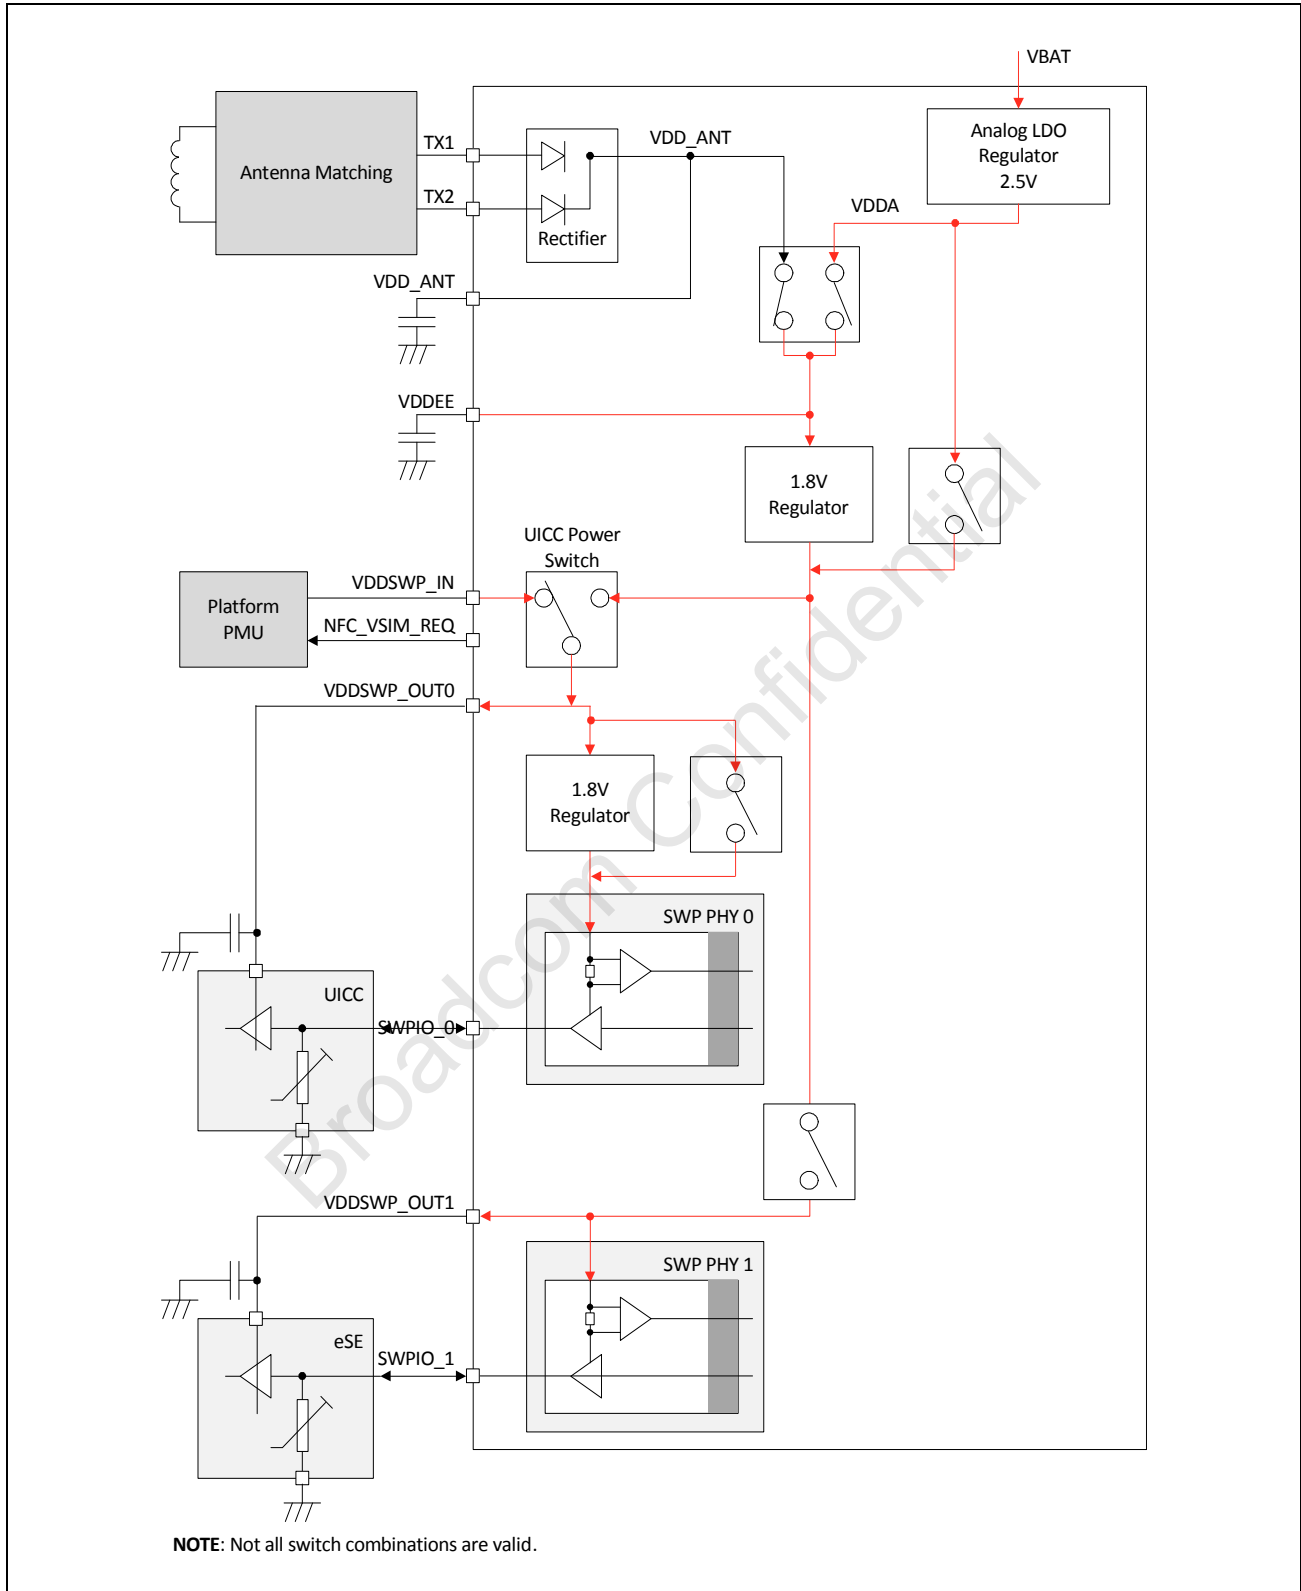 VBAT
Analog LDO
Regulator
2.5V
Antenna Matching
TX1
TX2
VDD_ANT
Rectifier
VDDA
VDD_ANT
VDDEE
1.8V
Regulator
UICC Power
Switch
Platform
PMU
VDDSWP_IN
NFC_VSIM_REQ
VDDSWP_OUT0
1.8V
Regulator
SWP PHY 0
UICC
SWPIO_0
VDDSWP_OUT1
SWP PHY 1
eSE
SWPIO_1
Broadcom Confidential
NOTE: Not all switch combinations are valid.